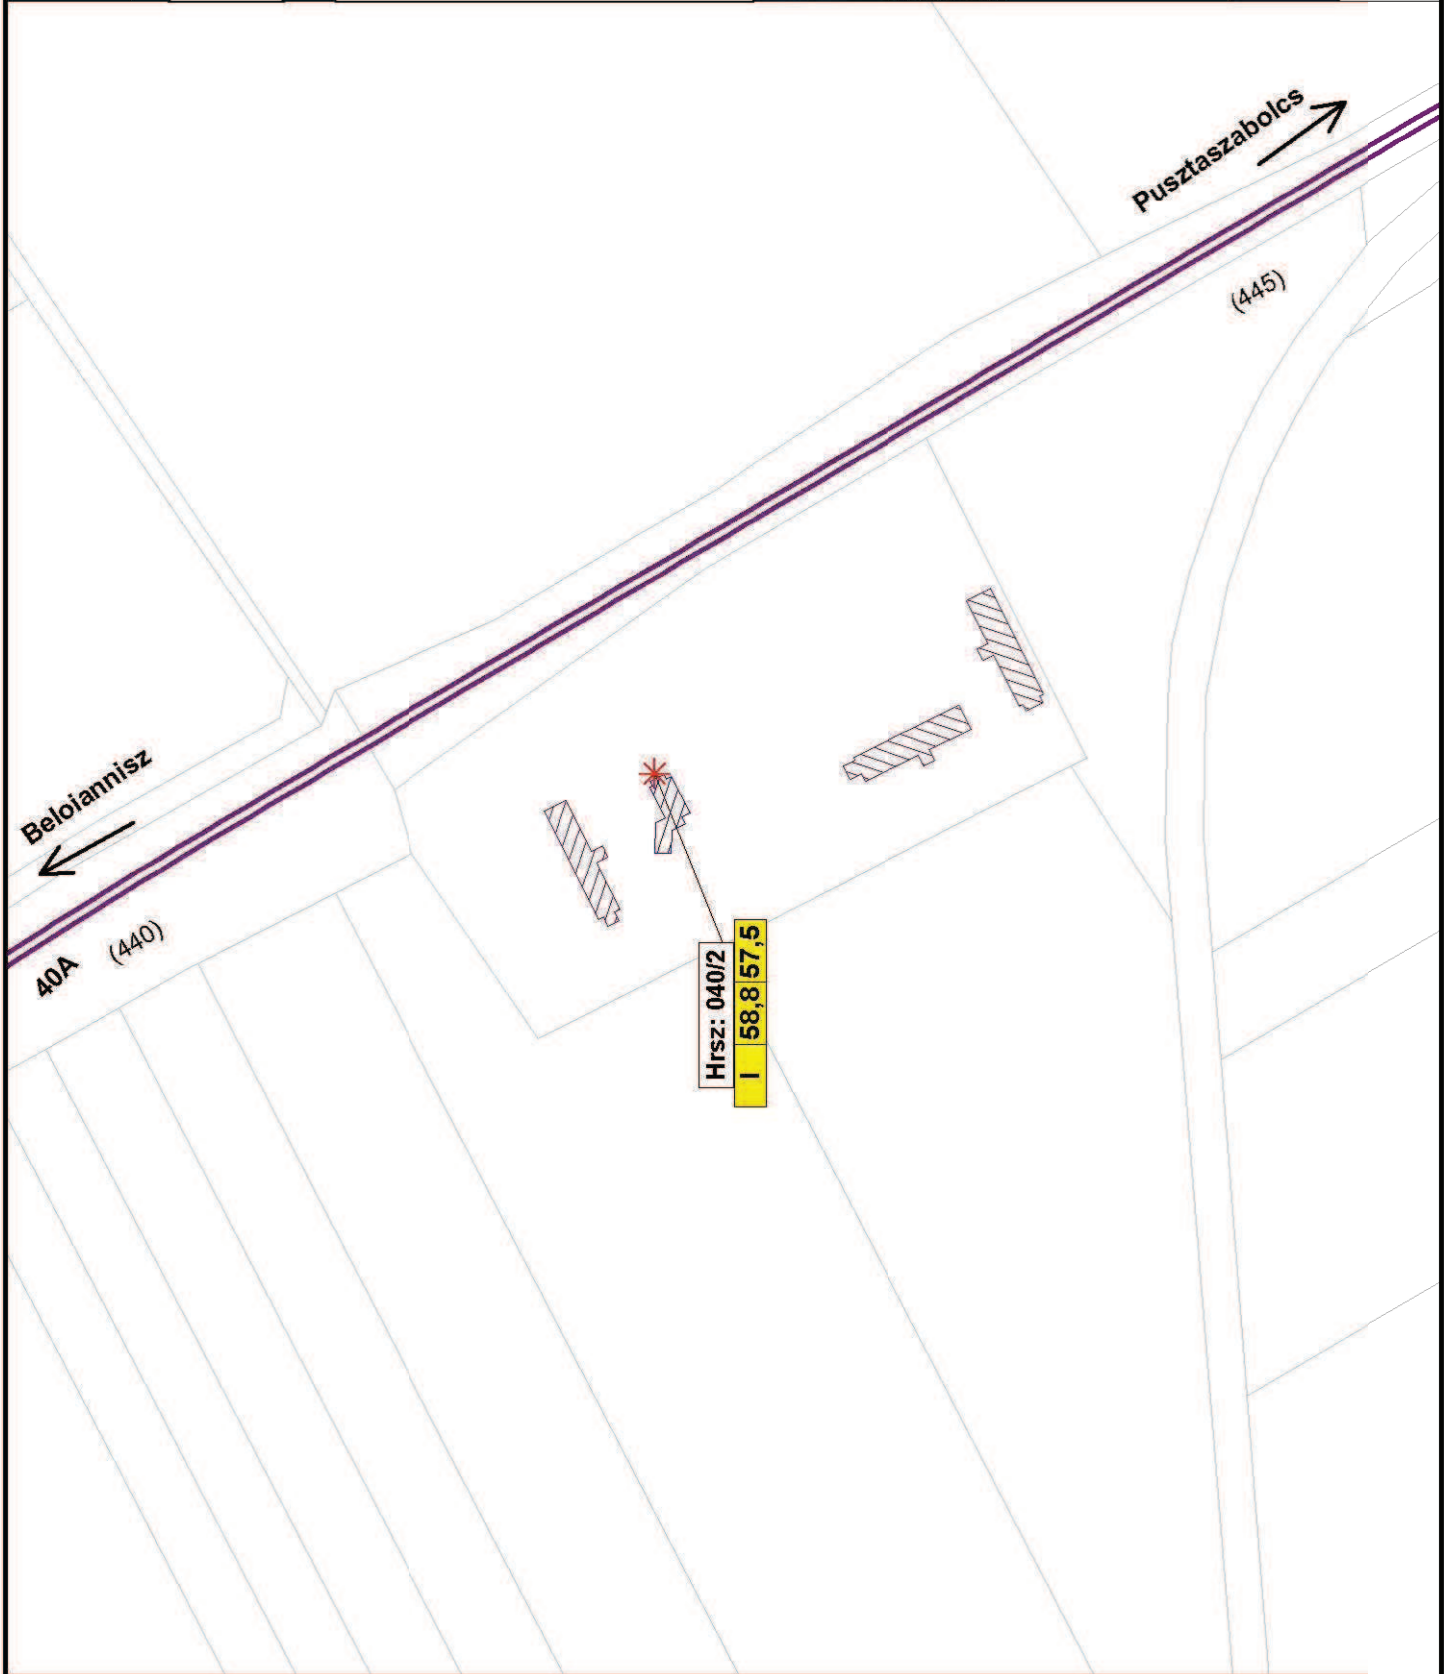 Pusztaszabolcs
(445)
Beloiannisz
(440)
40A
Hrsz: 040/2
I 58,8 57,5